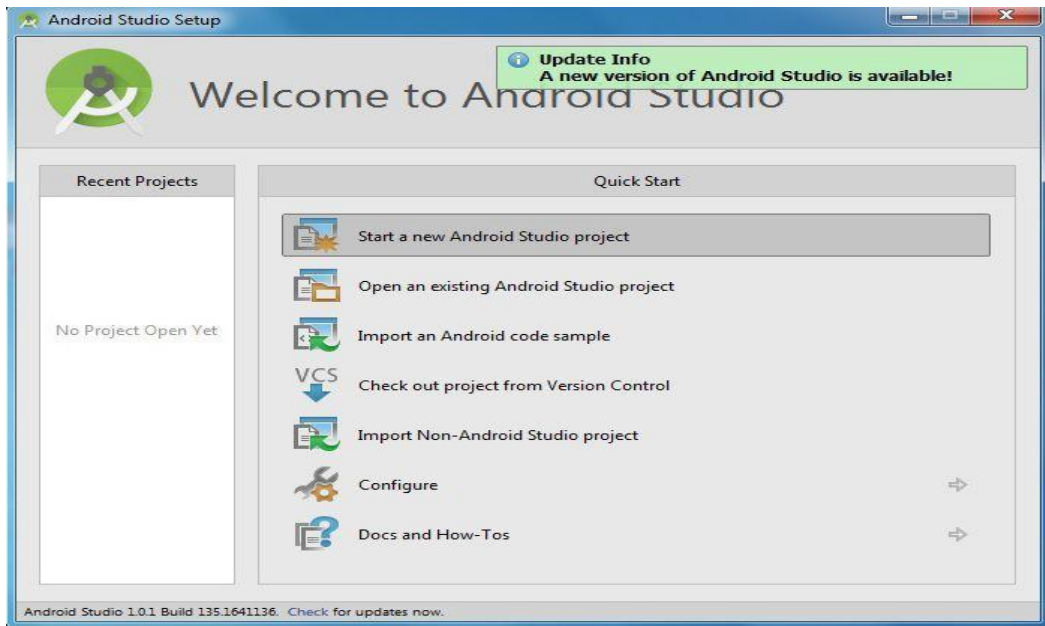 Android Studio Setup
Update Info
A new version of Android Studio is available!
Welcome to Android Studio
Recent Projects
Quick Start
Start a new Android Studio project
Open an existing Android Studio project
Import an Android code sample
No Project Open Yet
VCS
Check out project from Version Control
Import Non-Android Studio project
Configure
Docs and How-Tos
Android Studio 1.0.1 Build 135.1641136. Check for updates now.